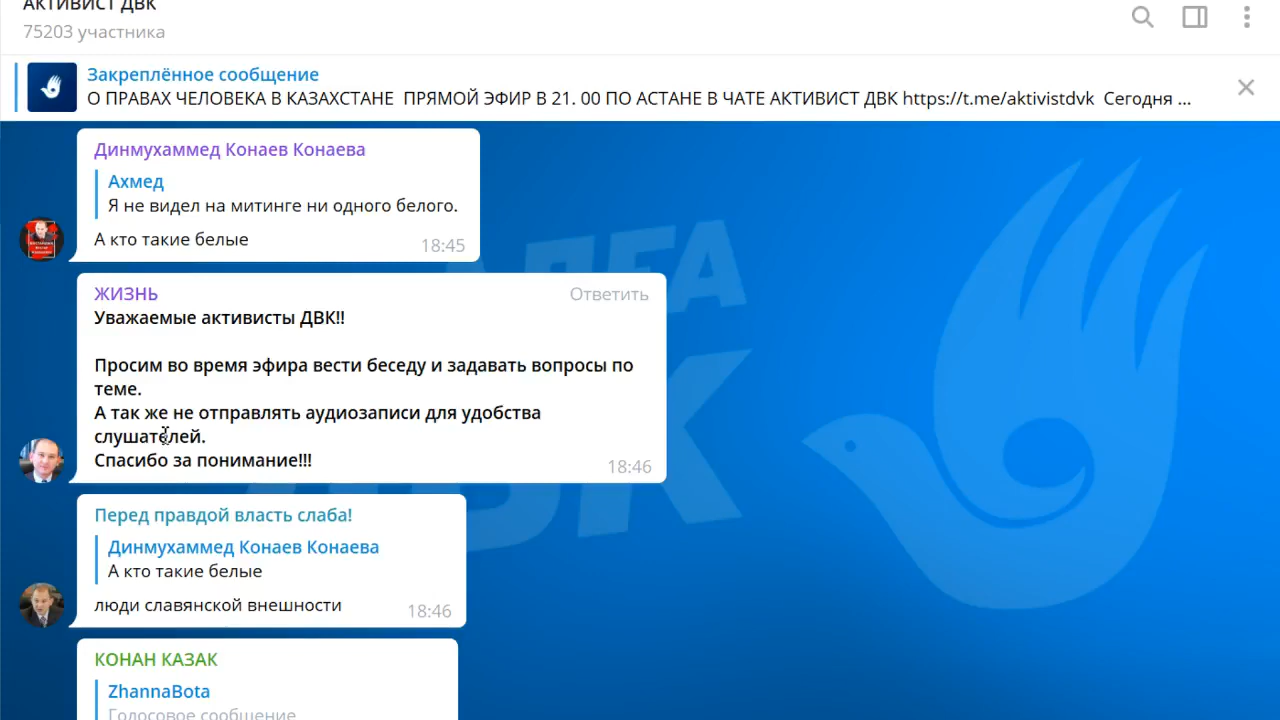 АКТИВИСТ ДВК
75203 участника
Закреплённое сообщение
О ПРАВАХ ЧЕЛОВЕКА В КАЗАХСТАНЕ ПРЯМОЙ ЭФИР В 21. 00 ПО АСТАНЕ В ЧАТЕ АКТИВИСТ ДВК https://t.me/aktivistdvk Сегодня ...
Динмухаммед Конаев Конаева
Ахмед
Я не видел на митинге ни одного белого.
А кто такие белые
18:45
ЖИЗНЬ
Ответить
Уважаемые активисты ДВК!!
Просим во время эфира вести беседу и задавать вопросы по
теме.
А так же не отправлять аудиозаписи для удобства
слушателей.
Спасибо за понимание!!!
18:46
Перед правдой власть слаба!
Динмухаммед Конаев Конаева
А кто такие белые
люди славянской внешности
18:46
КОНАН КАЗАК
ZhannaBota
Голосовое сообщение
АЛҒА
ДВК